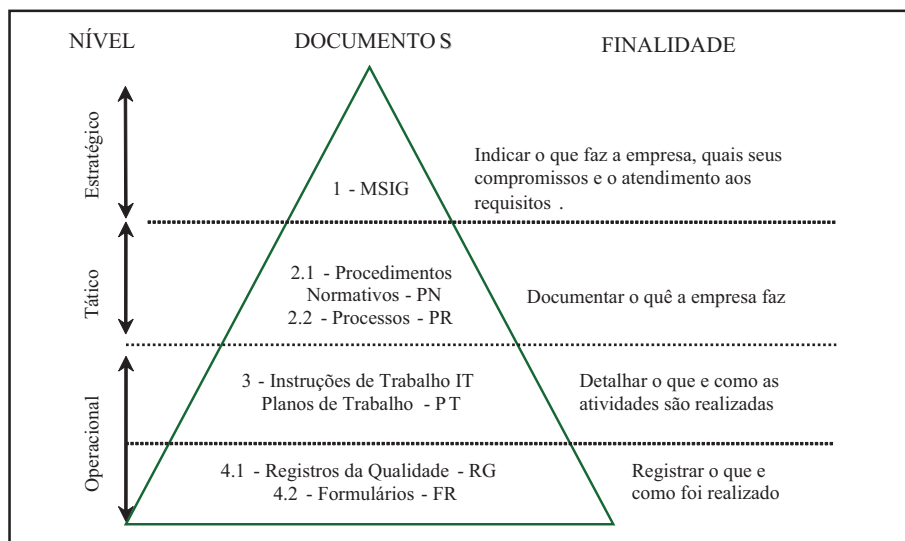 NÍVEL
DOCUMENTO S
FINALIDADE
Estratégico
1 - MSIG
Indicar o que faz a empresa, quais seus
compromissos e o atendimento aos
requisitos .
Tático
2.1 - Procedimentos
Normativos - PN
2.2 - Processos - PR
Documentar o quê a empresa faz
Operacional
3 - Instruções de Trabalho IT
Planos de Trabalho - P T
Detalhar o que e como as
atividades são realizadas
4.1 - Registros da Qualidade - RG
4.2 - Formulários - FR
Registrar o que e
como foi realizado